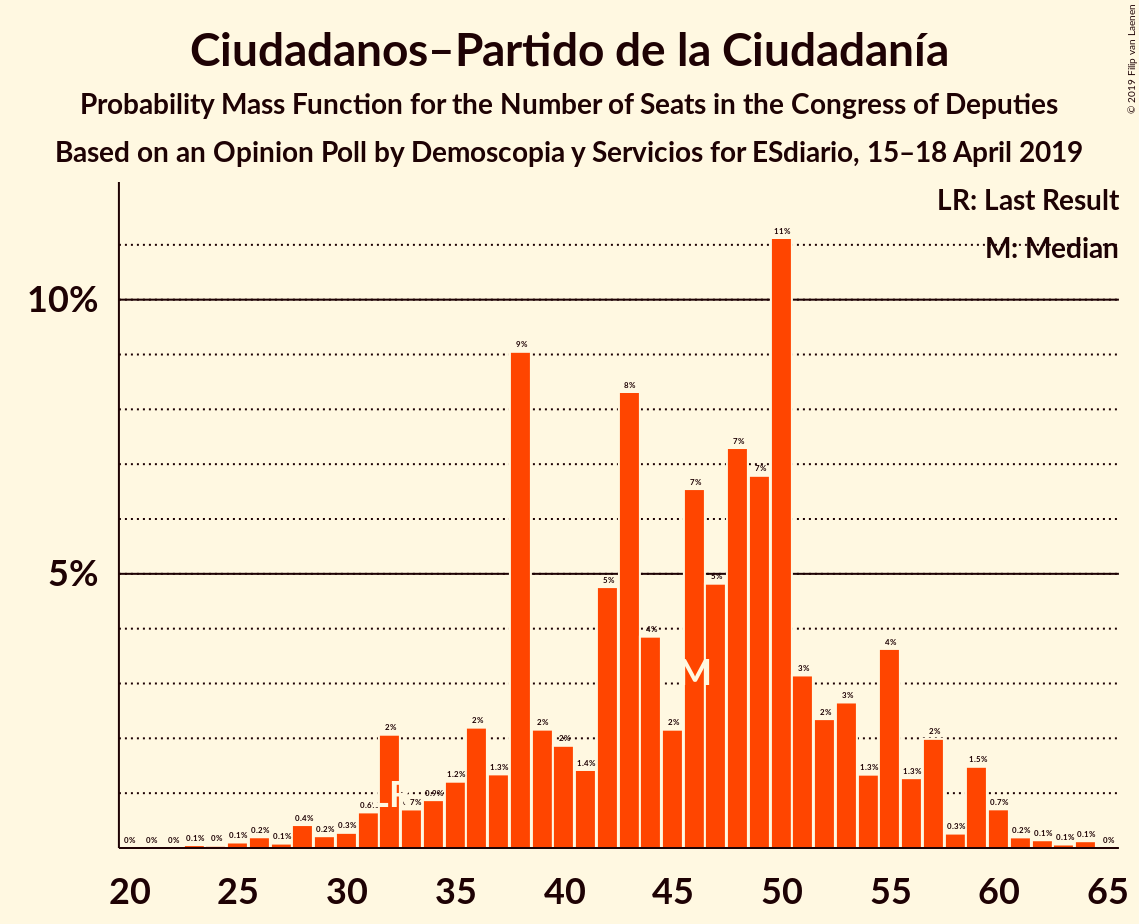 Ciudadanos–Partido de la Ciudadanía
Probability Mass Function for the Number of Seats in the Congress of Deputies
Based on an Opinion Poll by Demoscopia y Servicios for ESdiario, 15–18 April 2019
© 2019 Filip van Laenen
LR: Last Result
M: Median
10%
5%
0% 0% 0% 0.1% 0% 0.1% 0.2% 0.1% 0.4% 0.2% 0.3% 0.6% 2% 0.7% 0.9% 1.2% 2% 1.3% 9% 2% 2% 1.4% 5% 8% 4% 2% 7% 5% 7% 7% 11% 3% 2% 3% 1.3% 4% 1.3% 2% 0.3% 1.5% 0.7% 0.2% 0.1% 0.1% 0.1% 0%
LR
M
20 25 30 35 40 45 50 55 60 65